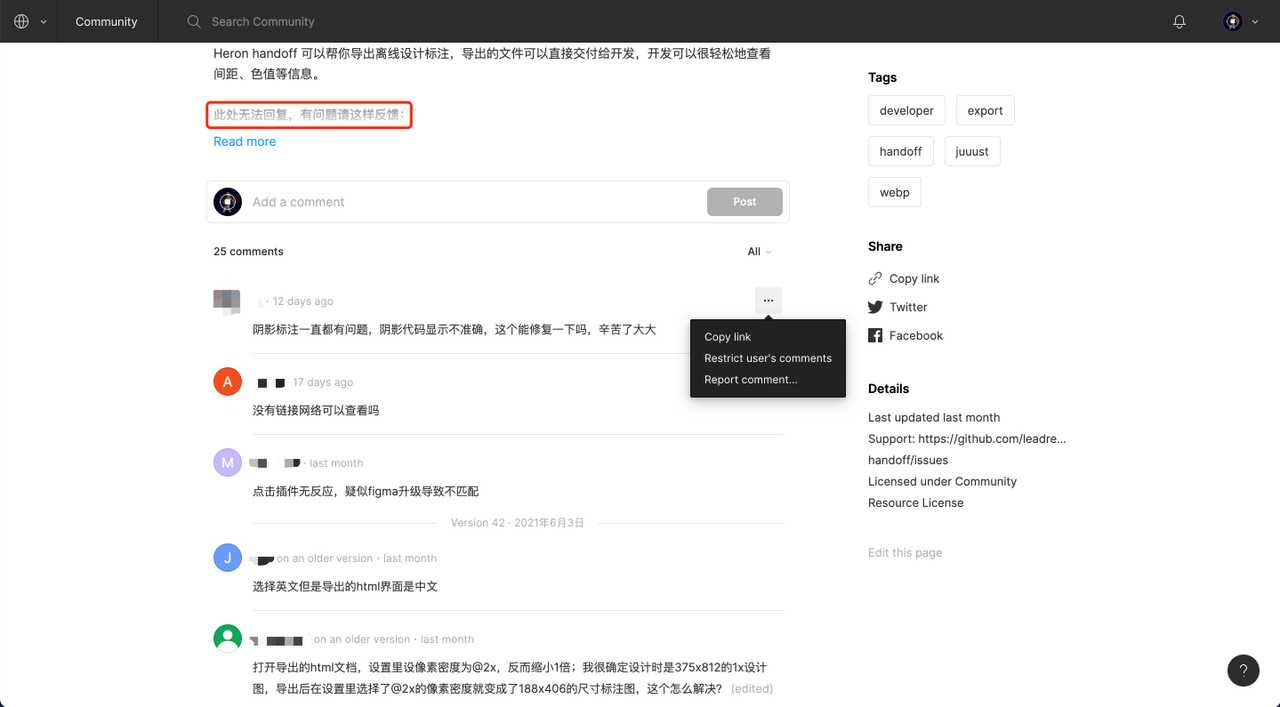 Community
Search Community
Heron handoff 可以帮你导出离线设计标注，导出的文件可以直接交付给开发，开发可以很轻松地查看
间距、色值等信息。
此处无法回复，有问题请这样反馈：
Read more
Add a comment
Post
25 comments
All
· 12 days ago
阴影标注一直都有问题，阴影代码显示不准确，这个能修复一下吗，辛苦了大大
...
Copy link
Restrict user's comments
Report comment...
A
· 17 days ago
没有链接网络可以查看吗
M
· last month
点击插件无反应，疑似figma升级导致不匹配
Version 42 · 2021年6月3日
J
on an older version · last month
选择英文但是导出的html界面是中文
on an older version · last month
打开导出的html文档，设置里设像素密度为@2x，反而缩小1倍；我很确定设计时是375x812的1x设计
图，导出后在设置里选择了@2x的像素密度就变成了188x406的尺寸标注图，这个怎么解决？ (edited)
Tags
developer
export
handoff
juuust
webp
Share
Copy link
Twitter
Facebook
Details
Last updated last month
Support: https://github.com/leadre...
handoff/issues
Licensed under Community
Resource License
Edit this page
?